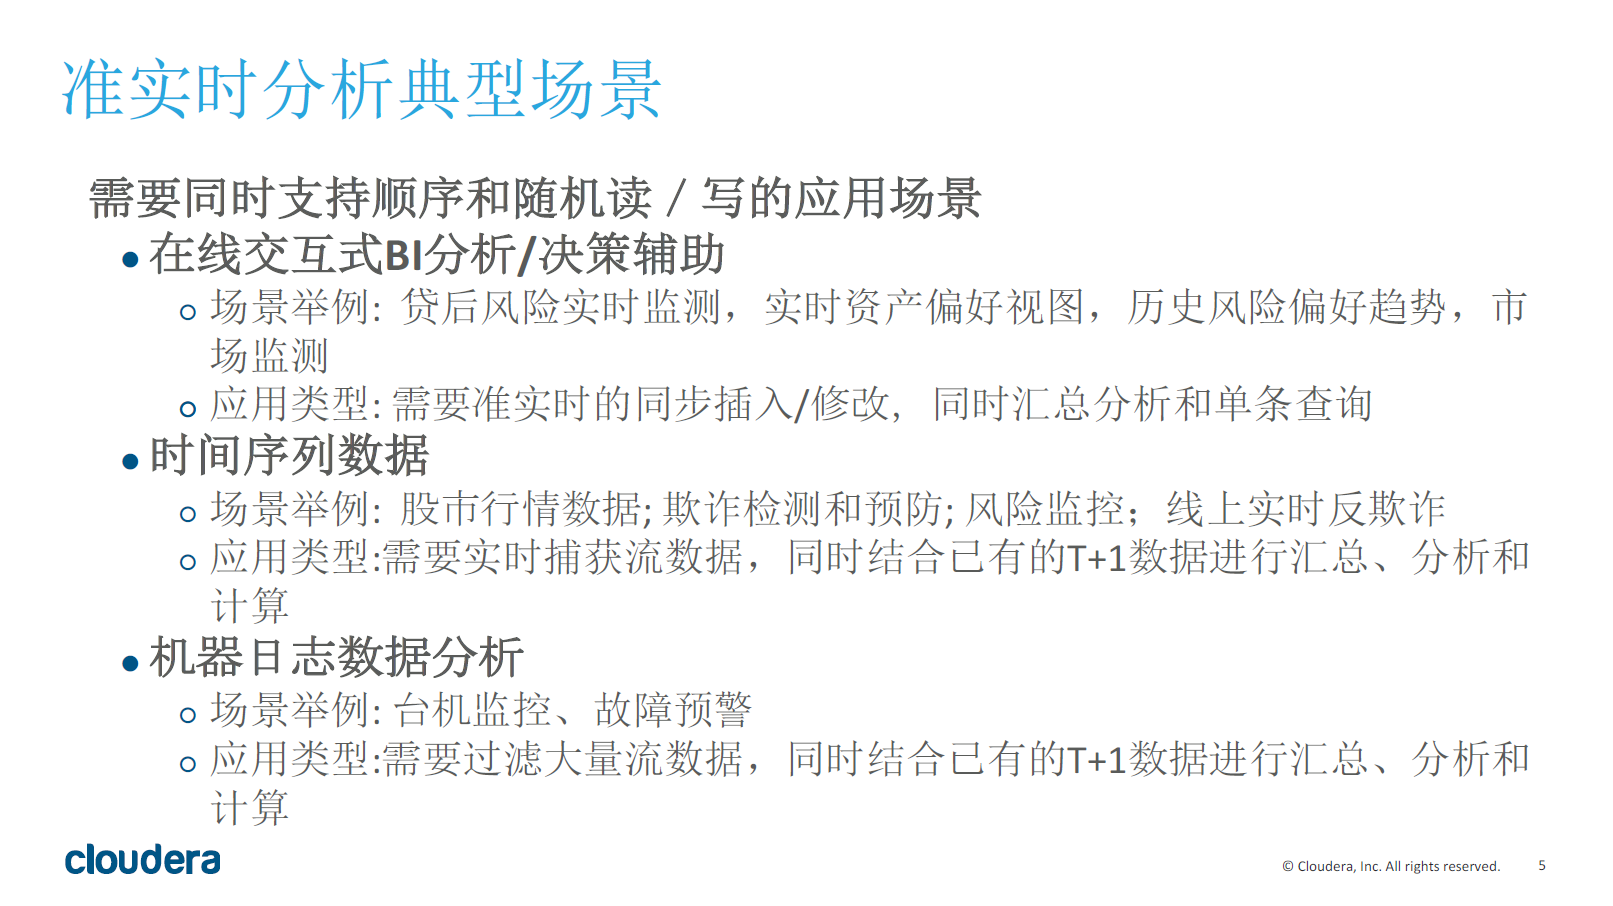 准实时分析典型场景
需要同时支持顺序和随机读／写的应用场景
● 在线交互式BI分析/决策辅助
○ 场景举例: 贷后风险实时监测，实时资产偏好视图，历史风险偏好趋势，市
场监测
○ 应用类型: 需要准实时的同步插入/修改，同时汇总分析和单条查询
● 时间序列数据
○ 场景举例: 股市行情数据; 欺诈检测和预防; 风险监控；线上实时反欺诈
○ 应用类型:需要实时捕获流数据，同时结合已有的T+1数据进行汇总、分析和
计算
● 机器日志数据分析
○ 场景举例: 台机监控、故障预警
○ 应用类型:需要过滤大量流数据，同时结合已有的T+1数据进行汇总、分析和
计算
cloudera
© Cloudera, Inc. All rights reserved. 5